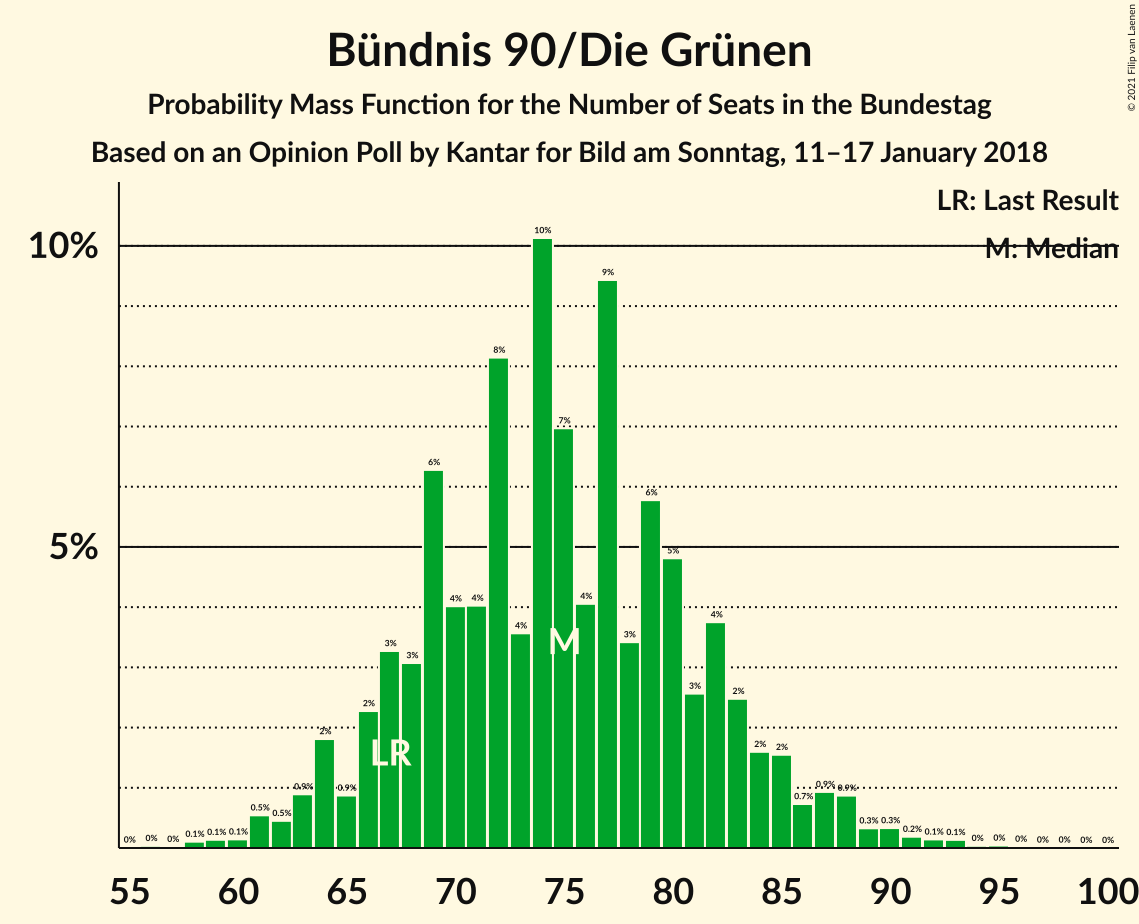 Bündnis 90/Die Grünen
Probability Mass Function for the Number of Seats in the Bundestag
Based on an Opinion Poll by Kantar for Bild am Sonntag, 11–17 January 2018
© 2021 Filip van Laenen
LR: Last Result
M: Median
10%
5%
0% 0% 0% 0.1% 0.1% 0.1% 0.5% 0.5% 0.9% 2% 0.9% 2% 3% 3% 6% 4% 4% 8% 4% 10% 7% 4% 9% 3% 6% 5% 3% 4% 2% 2% 2% 0.7% 0.9% 0.9% 0.3% 0.3% 0.2% 0.1% 0.1% 0% 0% 0% 0% 0% 0% 0%
M
LR
55 60 65 70 75 80 85 90 95 100